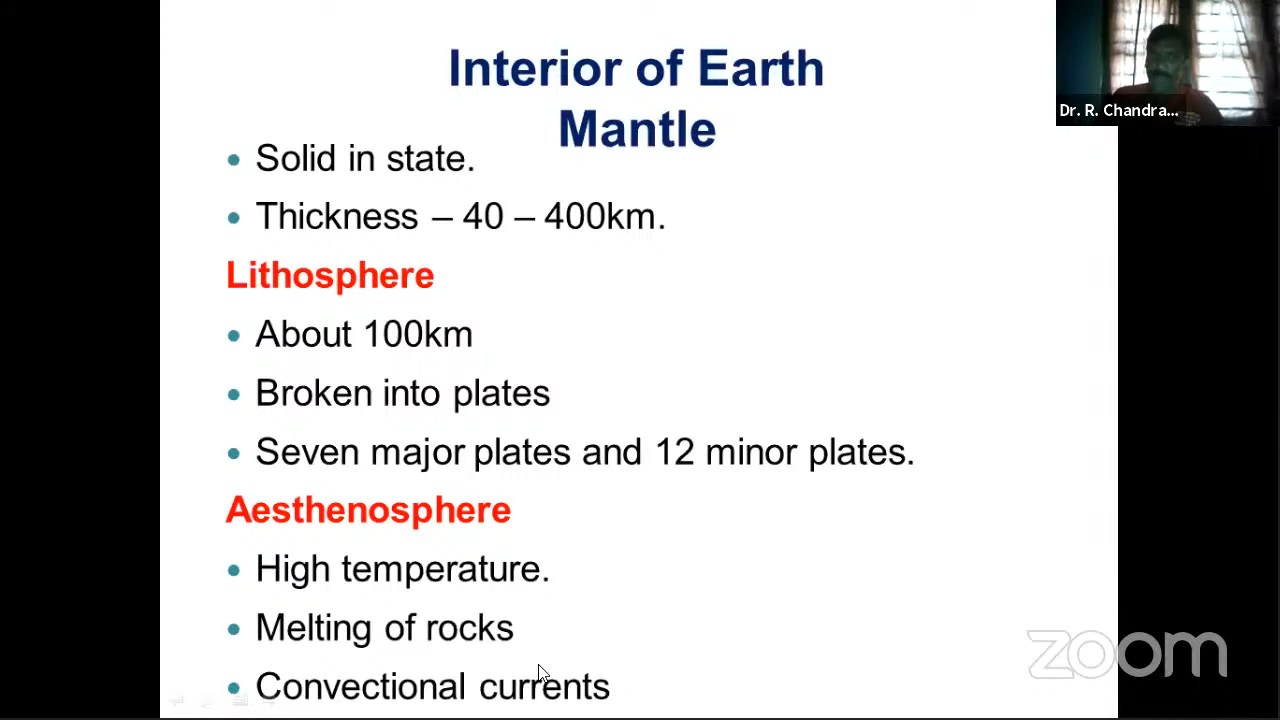 Interior of Earth
Mantle
• Solid in state.
• Thickness – 40 – 400km.
Lithosphere
• About 100km
• Broken into plates
• Seven major plates and 12 minor plates.
Aesthenosphere
• High temperature.
• Melting of rocks
• Convectional currents
Dr. R. Chandra...
zoom